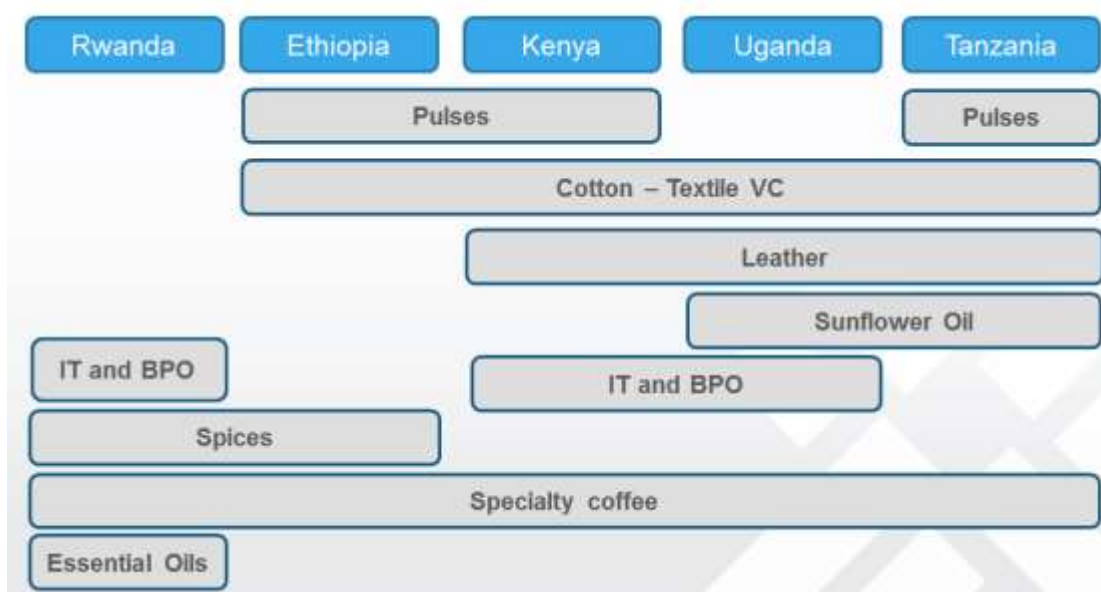 Rwanda Ethiopia Kenya Uganda Tanzania
Pulses Pulses
Cotton – Textile VC
Leather
Sunflower Oil
IT and BPO IT and BPO
Spices
Specialty coffee
Essential Oils